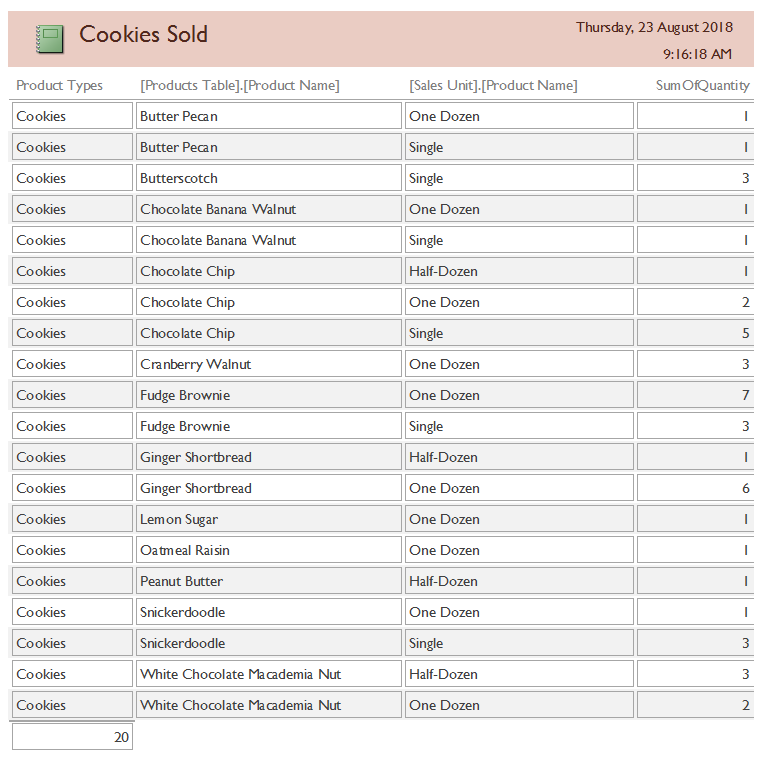 Cookies Sold
Thursday, 23 August 2018
9:16:18 AM
Product Types [Products Table].[Product Name] [Sales Unit].[Product Name] SumOfQuantity
Cookies Butter Pecan One Dozen 1
Cookies Butter Pecan Single 1
Cookies Butterscotch Single 3
Cookies Chocolate Banana Walnut One Dozen 1
Cookies Chocolate Banana Walnut Single 1
Cookies Chocolate Chip Half-Dozen 1
Cookies Chocolate Chip One Dozen 2
Cookies Chocolate Chip Single 5
Cookies Cranberry Walnut One Dozen 3
Cookies Fudge Brownie One Dozen 7
Cookies Fudge Brownie Single 3
Cookies Ginger Shortbread Half-Dozen 1
Cookies Ginger Shortbread One Dozen 6
Cookies Lemon Sugar One Dozen 1
Cookies Oatmeal Raisin One Dozen 1
Cookies Peanut Butter Half-Dozen 1
Cookies Snickerdoodle One Dozen 1
Cookies Snickerdoodle Single 3
Cookies White Chocolate Macademia Nut Half-Dozen 3
Cookies White Chocolate Macademia Nut One Dozen 2
20